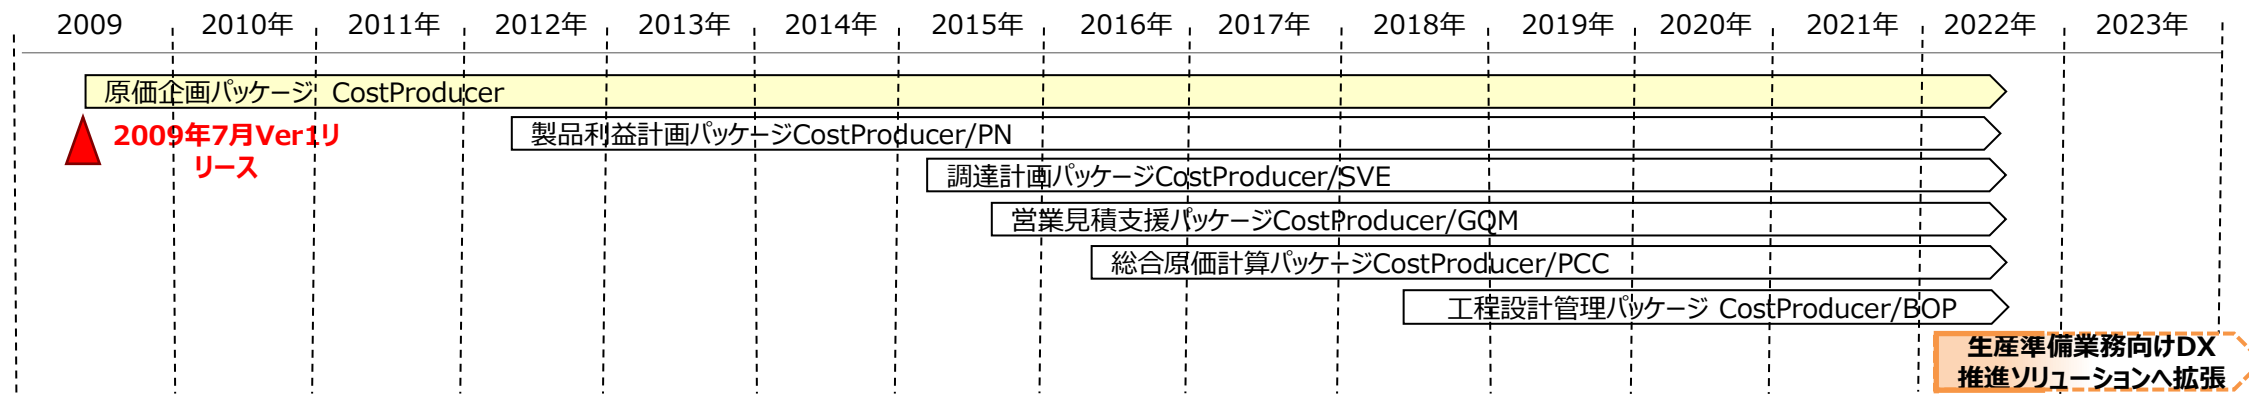 2009 2010年 2011年 2012年 2013年 2014年 2015年 2016年 2017年 2018年 2019年 2020年 2021年 2022年 2023年
原価企画パッケージ CostProducer
2009年7月Ver1リ
リース
製品利益計画パッケージCostProducer/PN
調達計画パッケージCostProducer/SVE
営業見積支援パッケージCostProducer/GQM
総合原価計算パッケージCostProducer/PCC
工程設計管理パッケージ CostProducer/BOP
生産準備業務向けDX
推進ソリューションへ拡張